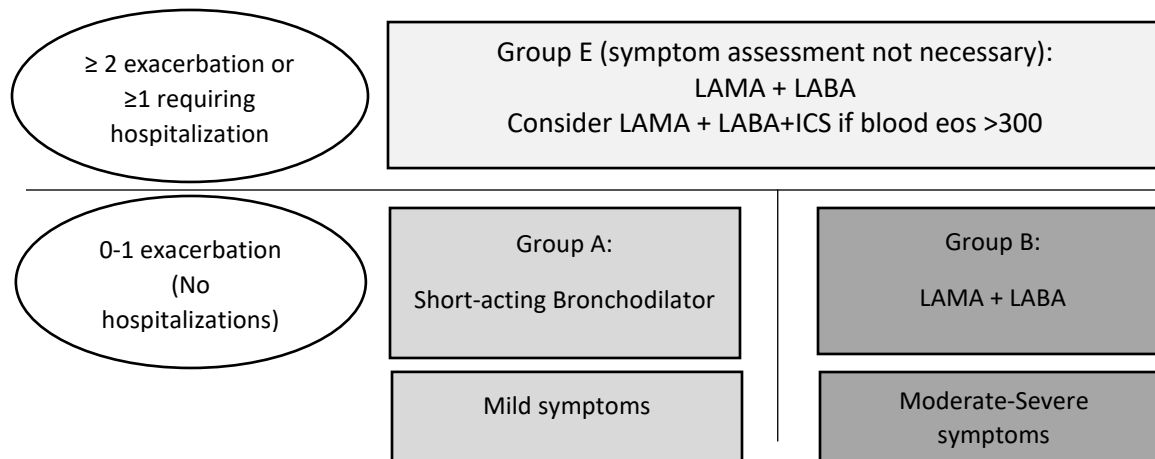 ≥ 2 exacerbation or
≥1 requiring
hospitalization
Group E (symptom assessment not necessary):
LAMA + LABA
Consider LAMA + LABA+ICS if blood eos >300
0-1 exacerbation
(No
hospitalizations)
Group A:
Short-acting Bronchodilator
Group B:
LAMA + LABA
Mild symptoms
Moderate-Severe
symptoms